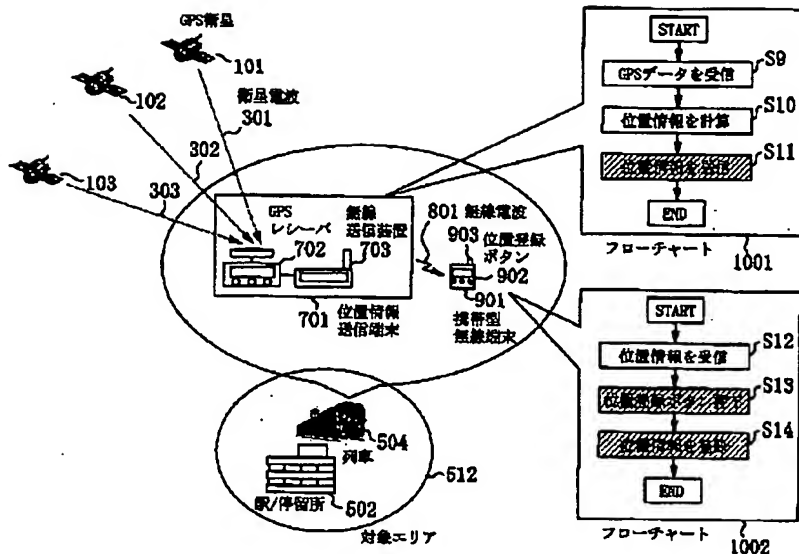 GPS衛星
101
102
103
衛星電波
301
302
303
GPS
レシーバ
702
無線
送信装置
703
701
位置情報
送信端末
801 無線電波
903 位置登録
ボタン
902
901
携帯型
無線端末
504
列車
502
駅/停留所
512
対象エリア
START
GPSデータを受信
S9
位置情報を計算
S10
S11
END
フローチャート
1001
START
位置情報を受信
S12
S13
S14
END
フローチャート
1002